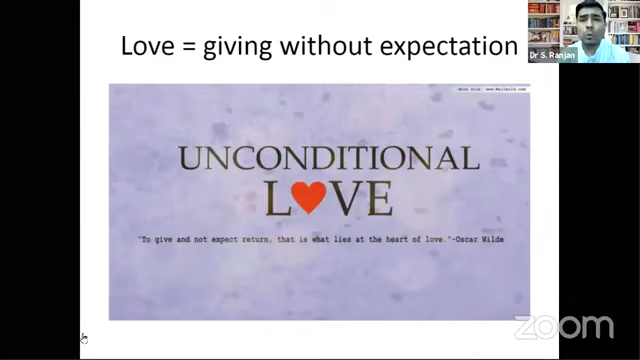 Love = giving without expectation
Dr S. Ranjan
UNCONDITIONAL
L♥VE
"To give and not expect return, that is what lies at the heart of love."-Oscar Wilde
zoom